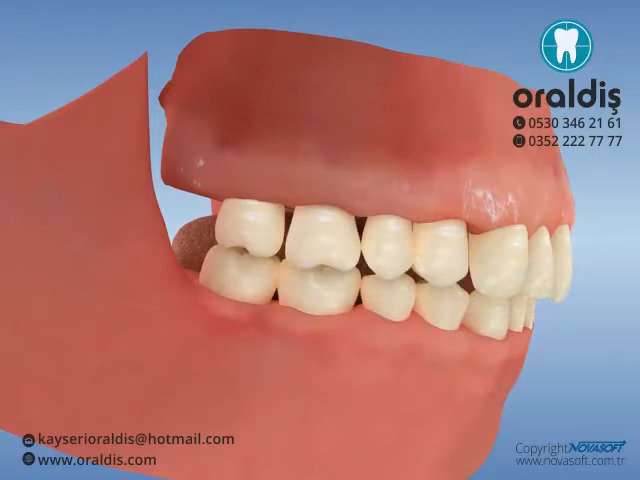 oraldiş
0530 346 21 61
0352 222 77 77
kayserioraldis@hotmail.com
www.oraldis.com
Copyright NOVASOFT
www.novasoft.com.tr